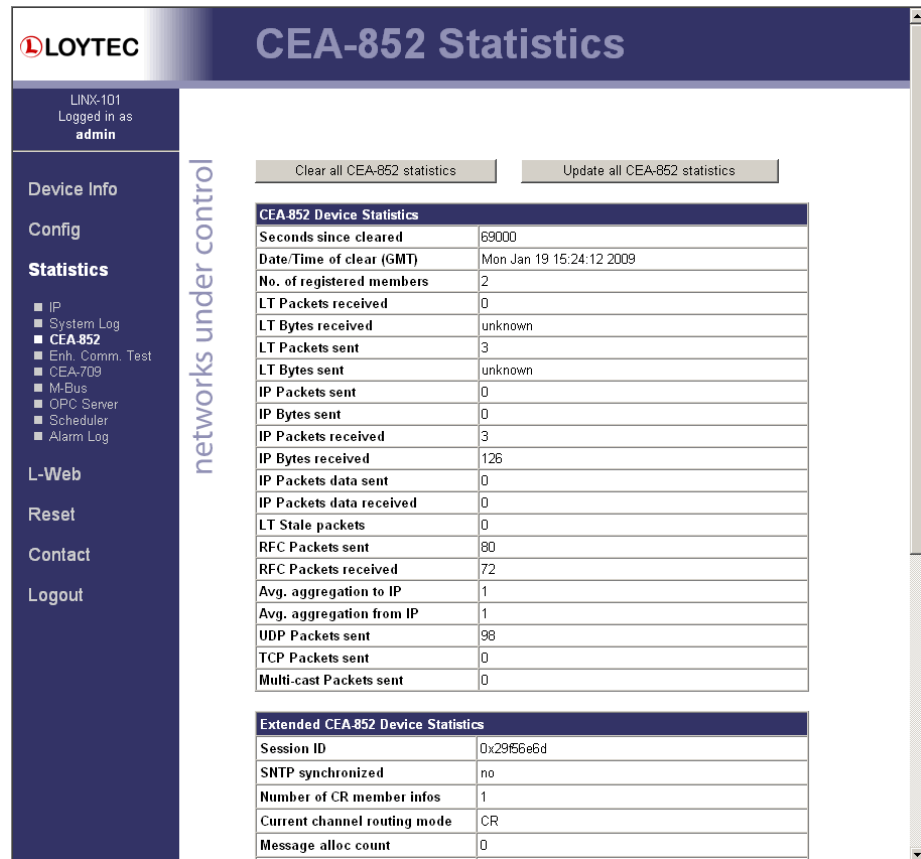 LOYTEC
CEA-852 Statistics
LINX-101
Logged in as
admin
Device Info
Config
Statistics
IP
System Log
CEA-852
Enh. Comm. Test
CEA-709
M-Bus
OPC Server
Scheduler
Alarm Log
L-Web
Reset
Contact
Logout
networks under control
Clear all CEA-852 statistics Update all CEA-852 statistics
CEA-852 Device Statistics
Seconds since cleared 69000
Date/Time of clear (GMT) Mon Jan 19 15:24:12 2009
No. of registered members 2
LT Packets received 0
LT Bytes received unknown
LT Packets sent 3
LT Bytes sent unknown
IP Packets sent 0
IP Bytes sent 0
IP Packets received 3
IP Bytes received 126
IP Packets data sent 0
IP Packets data received 0
LT Stale packets 0
RFC Packets sent 80
RFC Packets received 72
Avg. aggregation to IP 1
Avg. aggregation from IP 1
UDP Packets sent 98
TCP Packets sent 0
Multi-cast Packets sent 0
Extended CEA-852 Device Statistics
Session ID 0x29f56e6d
SNTP synchronized no
Number of CR member infos 1
Current channel routing mode CR
Message alloc count 0